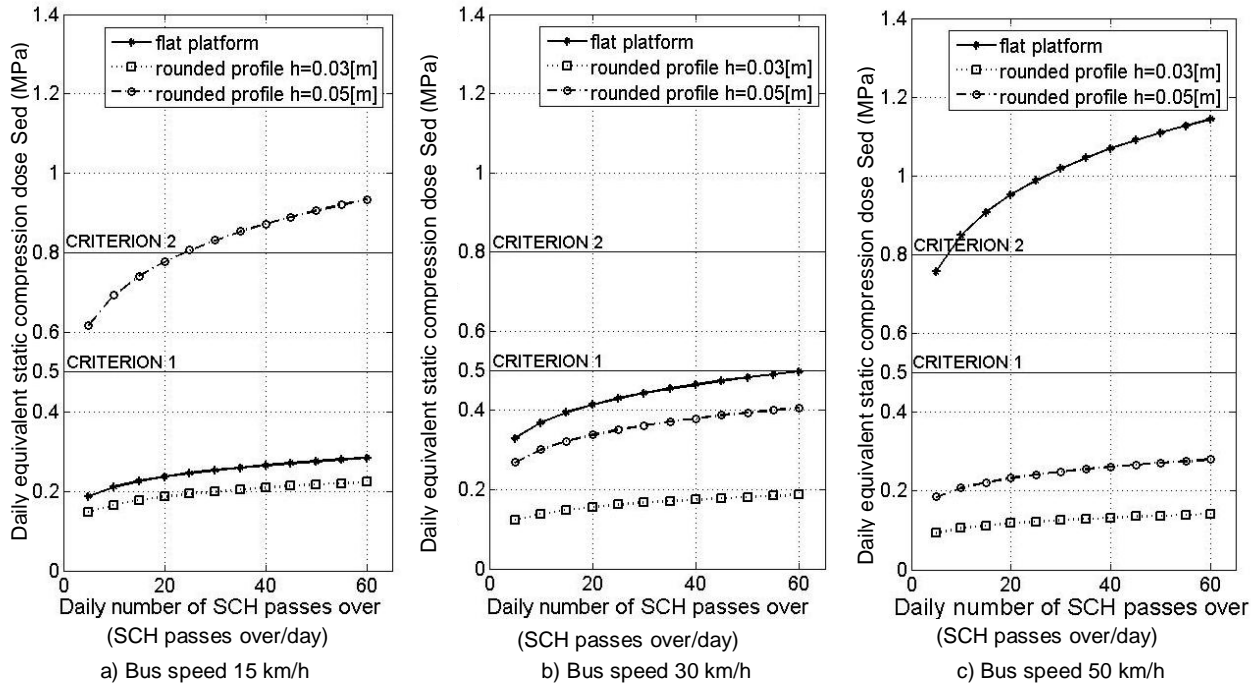 Daily equivalent static compression dose Sed (MPa)
1.4
1.2
1
0.8
0.6
0.5
0.4
0.2
0
flat platform
rounded profile h=0.03[m]
rounded profile h=0.05[m]
CRITERION 2
CRITERION 1
0 20 40 60
Daily number of SCH passes over
(SCH passes over/day)
a) Bus speed 15 km/h
Daily equivalent static compression dose Sed (MPa)
1.4
1.2
1
0.8
0.6
0.5
0.4
0.2
0
flat platform
rounded profile h=0.03[m]
rounded profile h=0.05[m]
CRITERION 2
CRITERION 1
0 20 40 60
Daily number of SCH passes over
(SCH passes over/day)
b) Bus speed 30 km/h
Daily equivalent static compression dose Sed (MPa)
1.4
1.2
1
0.8
0.6
0.5
0.4
0.2
0
flat platform
rounded profile h=0.03[m]
rounded profile h=0.05[m]
CRITERION 2
CRITERION 1
0 20 40 60
Daily number of SCH passes over
(SCH passes over/day)
c) Bus speed 50 km/h